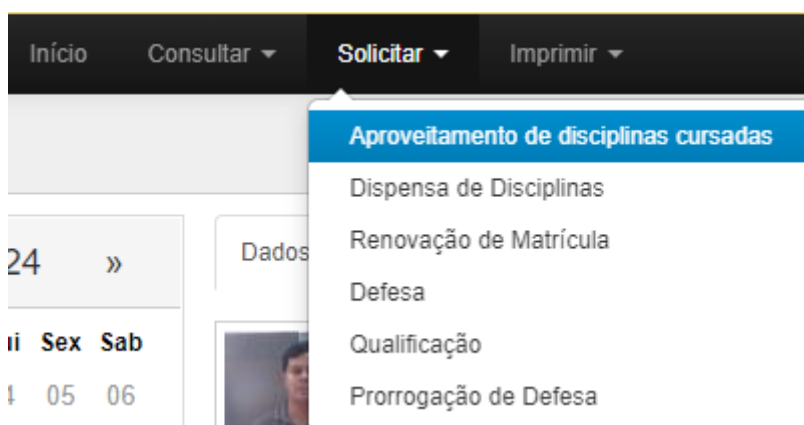 Início Consultar Solicitar Imprimir
Aproveitamento de disciplinas cursadas
Dispensa de Disciplinas
Renovação de Matrícula
Defesa
Qualificação
Prorrogação de Defesa
24 » Dados
ui Sex Sab
05 06